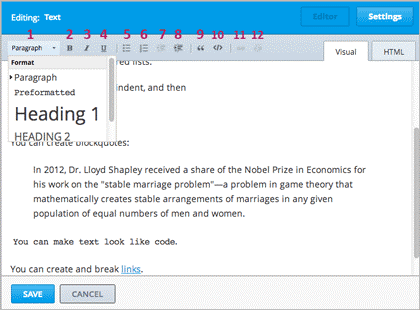 Editing: Text
Editor
Settings
1 2 3 4 5 6 7 8 9 10 11 12
Paragraph
B I U
Visual
HTML
Format
Paragraph
Preformatted
Heading 1
HEADING 2
ed lists.
indent, and then
You can create blockquotes:
In 2012, Dr. Lloyd Shapley received a share of the Nobel Prize in Economics for
his work on the "stable marriage problem"—a problem in game theory that
mathematically creates stable arrangements of marriages in any given
population of equal numbers of men and women.
You can make text look like code.
You can create and break links.
SAVE
CANCEL